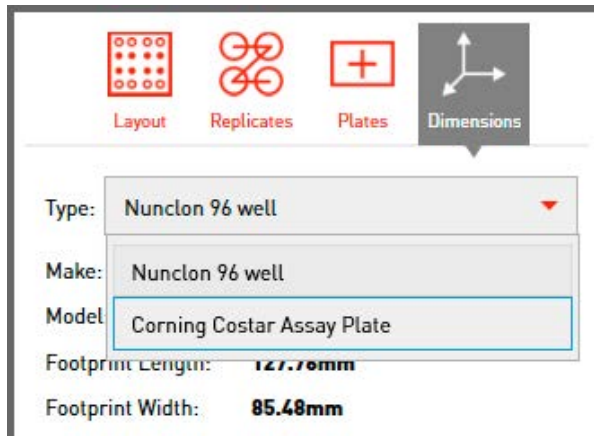 Layout Replicates Plates Dimensions
Type: Nunclon 96 well
Make: Nunclon 96 well
Model Corning Costar Assay Plate
Footprint Length: 127.76mm
Footprint Width: 85.48mm